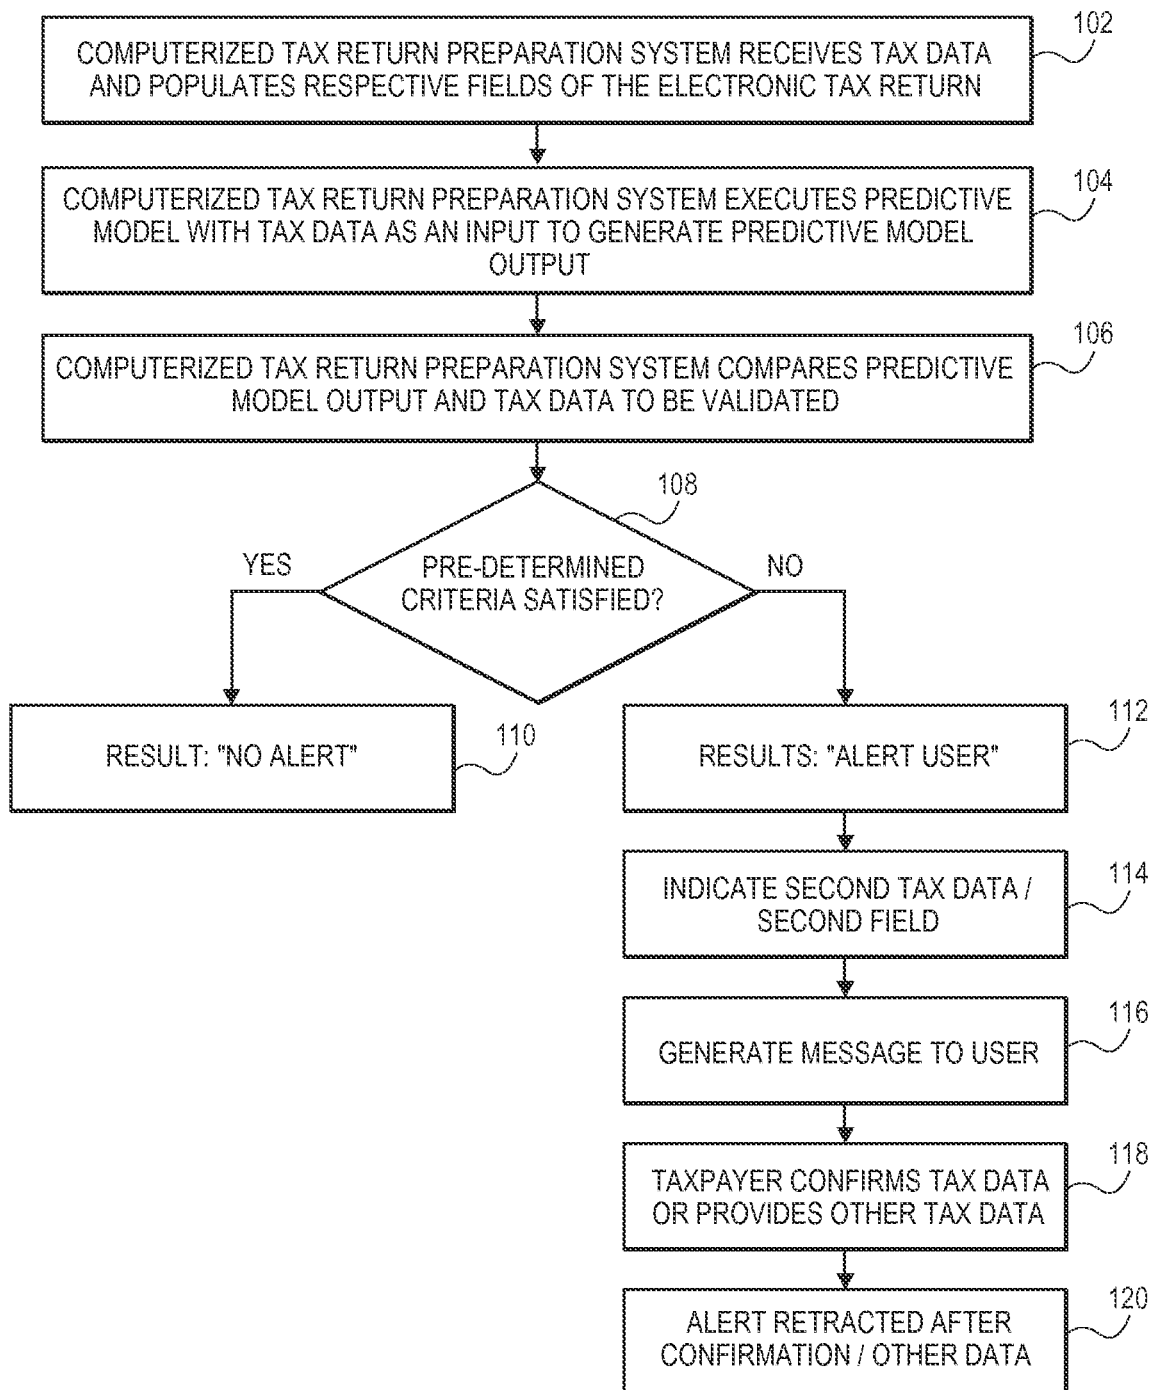 102
COMPUTERIZED TAX RETURN PREPARATION SYSTEM RECEIVES TAX DATA
AND POPULATES RESPECTIVE FIELDS OF THE ELECTRONIC TAX RETURN
104
COMPUTERIZED TAX RETURN PREPARATION SYSTEM EXECUTES PREDICTIVE
MODEL WITH TAX DATA AS AN INPUT TO GENERATE PREDICTIVE MODEL
OUTPUT
106
COMPUTERIZED TAX RETURN PREPARATION SYSTEM COMPARES PREDICTIVE
MODEL OUTPUT AND TAX DATA TO BE VALIDATED
108
YES
PRE-DETERMINED
CRITERIA SATISFIED?
NO
RESULT: "NO ALERT"
110
RESULTS: "ALERT USER"
112
INDICATE SECOND TAX DATA /
SECOND FIELD
114
GENERATE MESSAGE TO USER
116
TAXPAYER CONFIRMS TAX DATA
OR PROVIDES OTHER TAX DATA
118
ALERT RETRACTED AFTER
CONFIRMATION / OTHER DATA
120